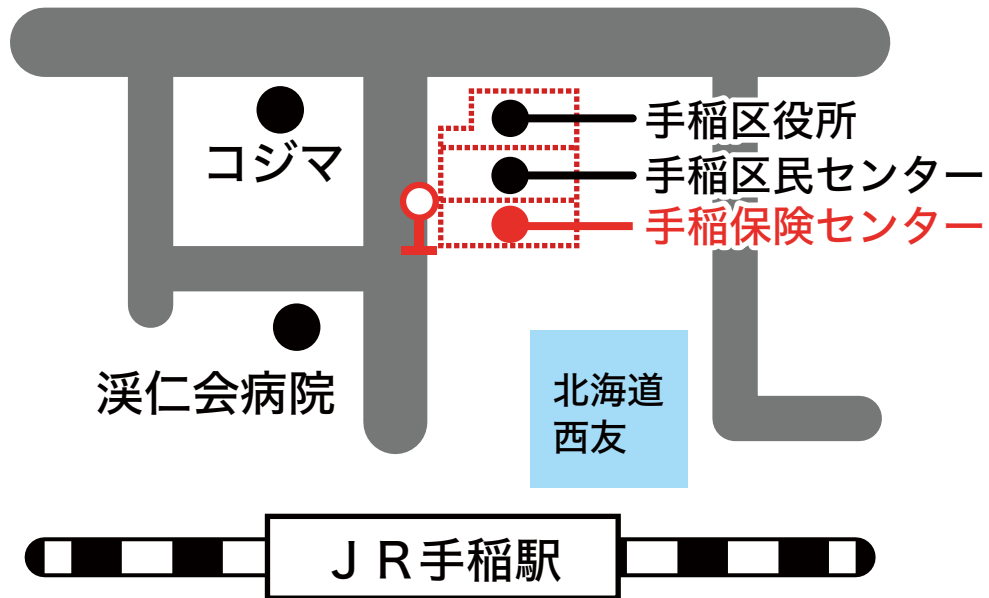 手稲区役所
コジマ
手稲区民センター
手稲保険センター
渓仁会病院
北海道
西友
ＪＲ手稲駅